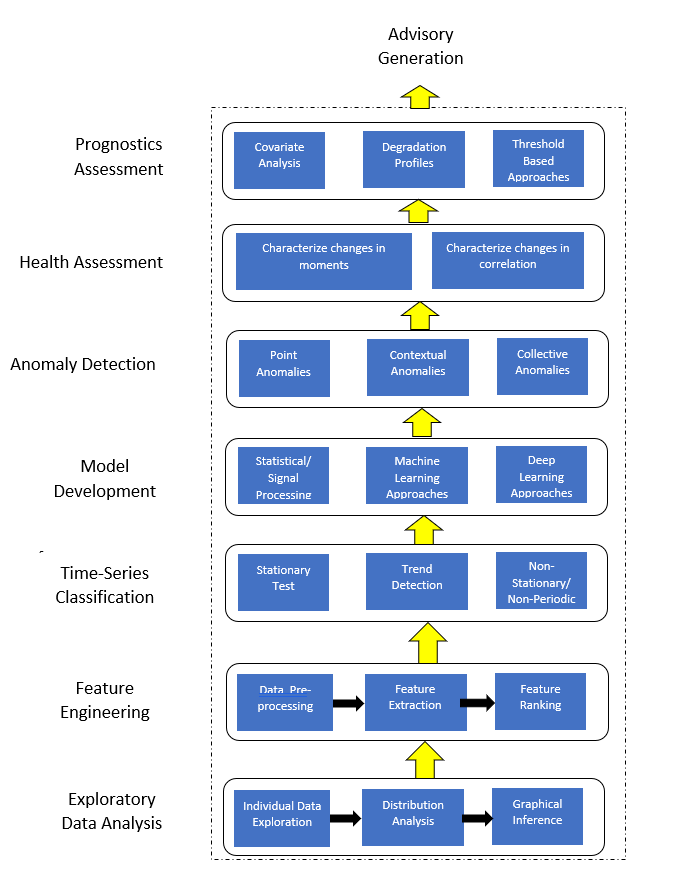 Advisory
Generation
Prognostics
Assessment
Covariate
Analysis
Degradation
Profiles
Threshold
Based
Approaches
Health Assessment
Characterize changes in
moments
Characterize changes in
correlation
Anomaly Detection
Point
Anomalies
Contextual
Anomalies
Collective
Anomalies
Model
Development
Statistical/
Signal
Processing
Machine
Learning
Approaches
Deep
Learning
Approaches
Time-Series
Classification
Stationary
Test
Trend
Detection
Non-
Stationary/
Non-Periodic
Feature
Engineering
Data Pre-
processing
Feature
Extraction
Feature
Ranking
Exploratory
Data Analysis
Individual Data
Exploration
Distribution
Analysis
Graphical
Inference